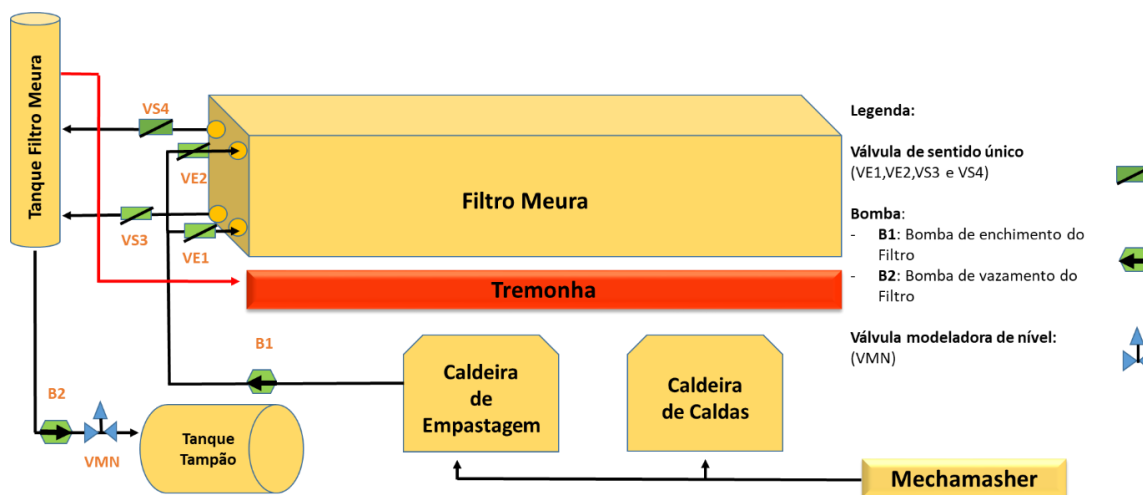 Tanque Filtro Meura
VS4
VE2
VS3
VE1
Filtro Meura
Tremonha
B1
B2
VMN
Tanque
Tampão
Caldeira
de
Empastagem
Caldeira
de Caldas
Mechamasher
Legenda:
Válvula de sentido único
(VE1,VE2,VS3 e VS4)
Bomba:
- B1: Bomba de enchimento do
Filtro
- B2: Bomba de vazamento do
Filtro
Válvula modeladora de nível:
(VMN)